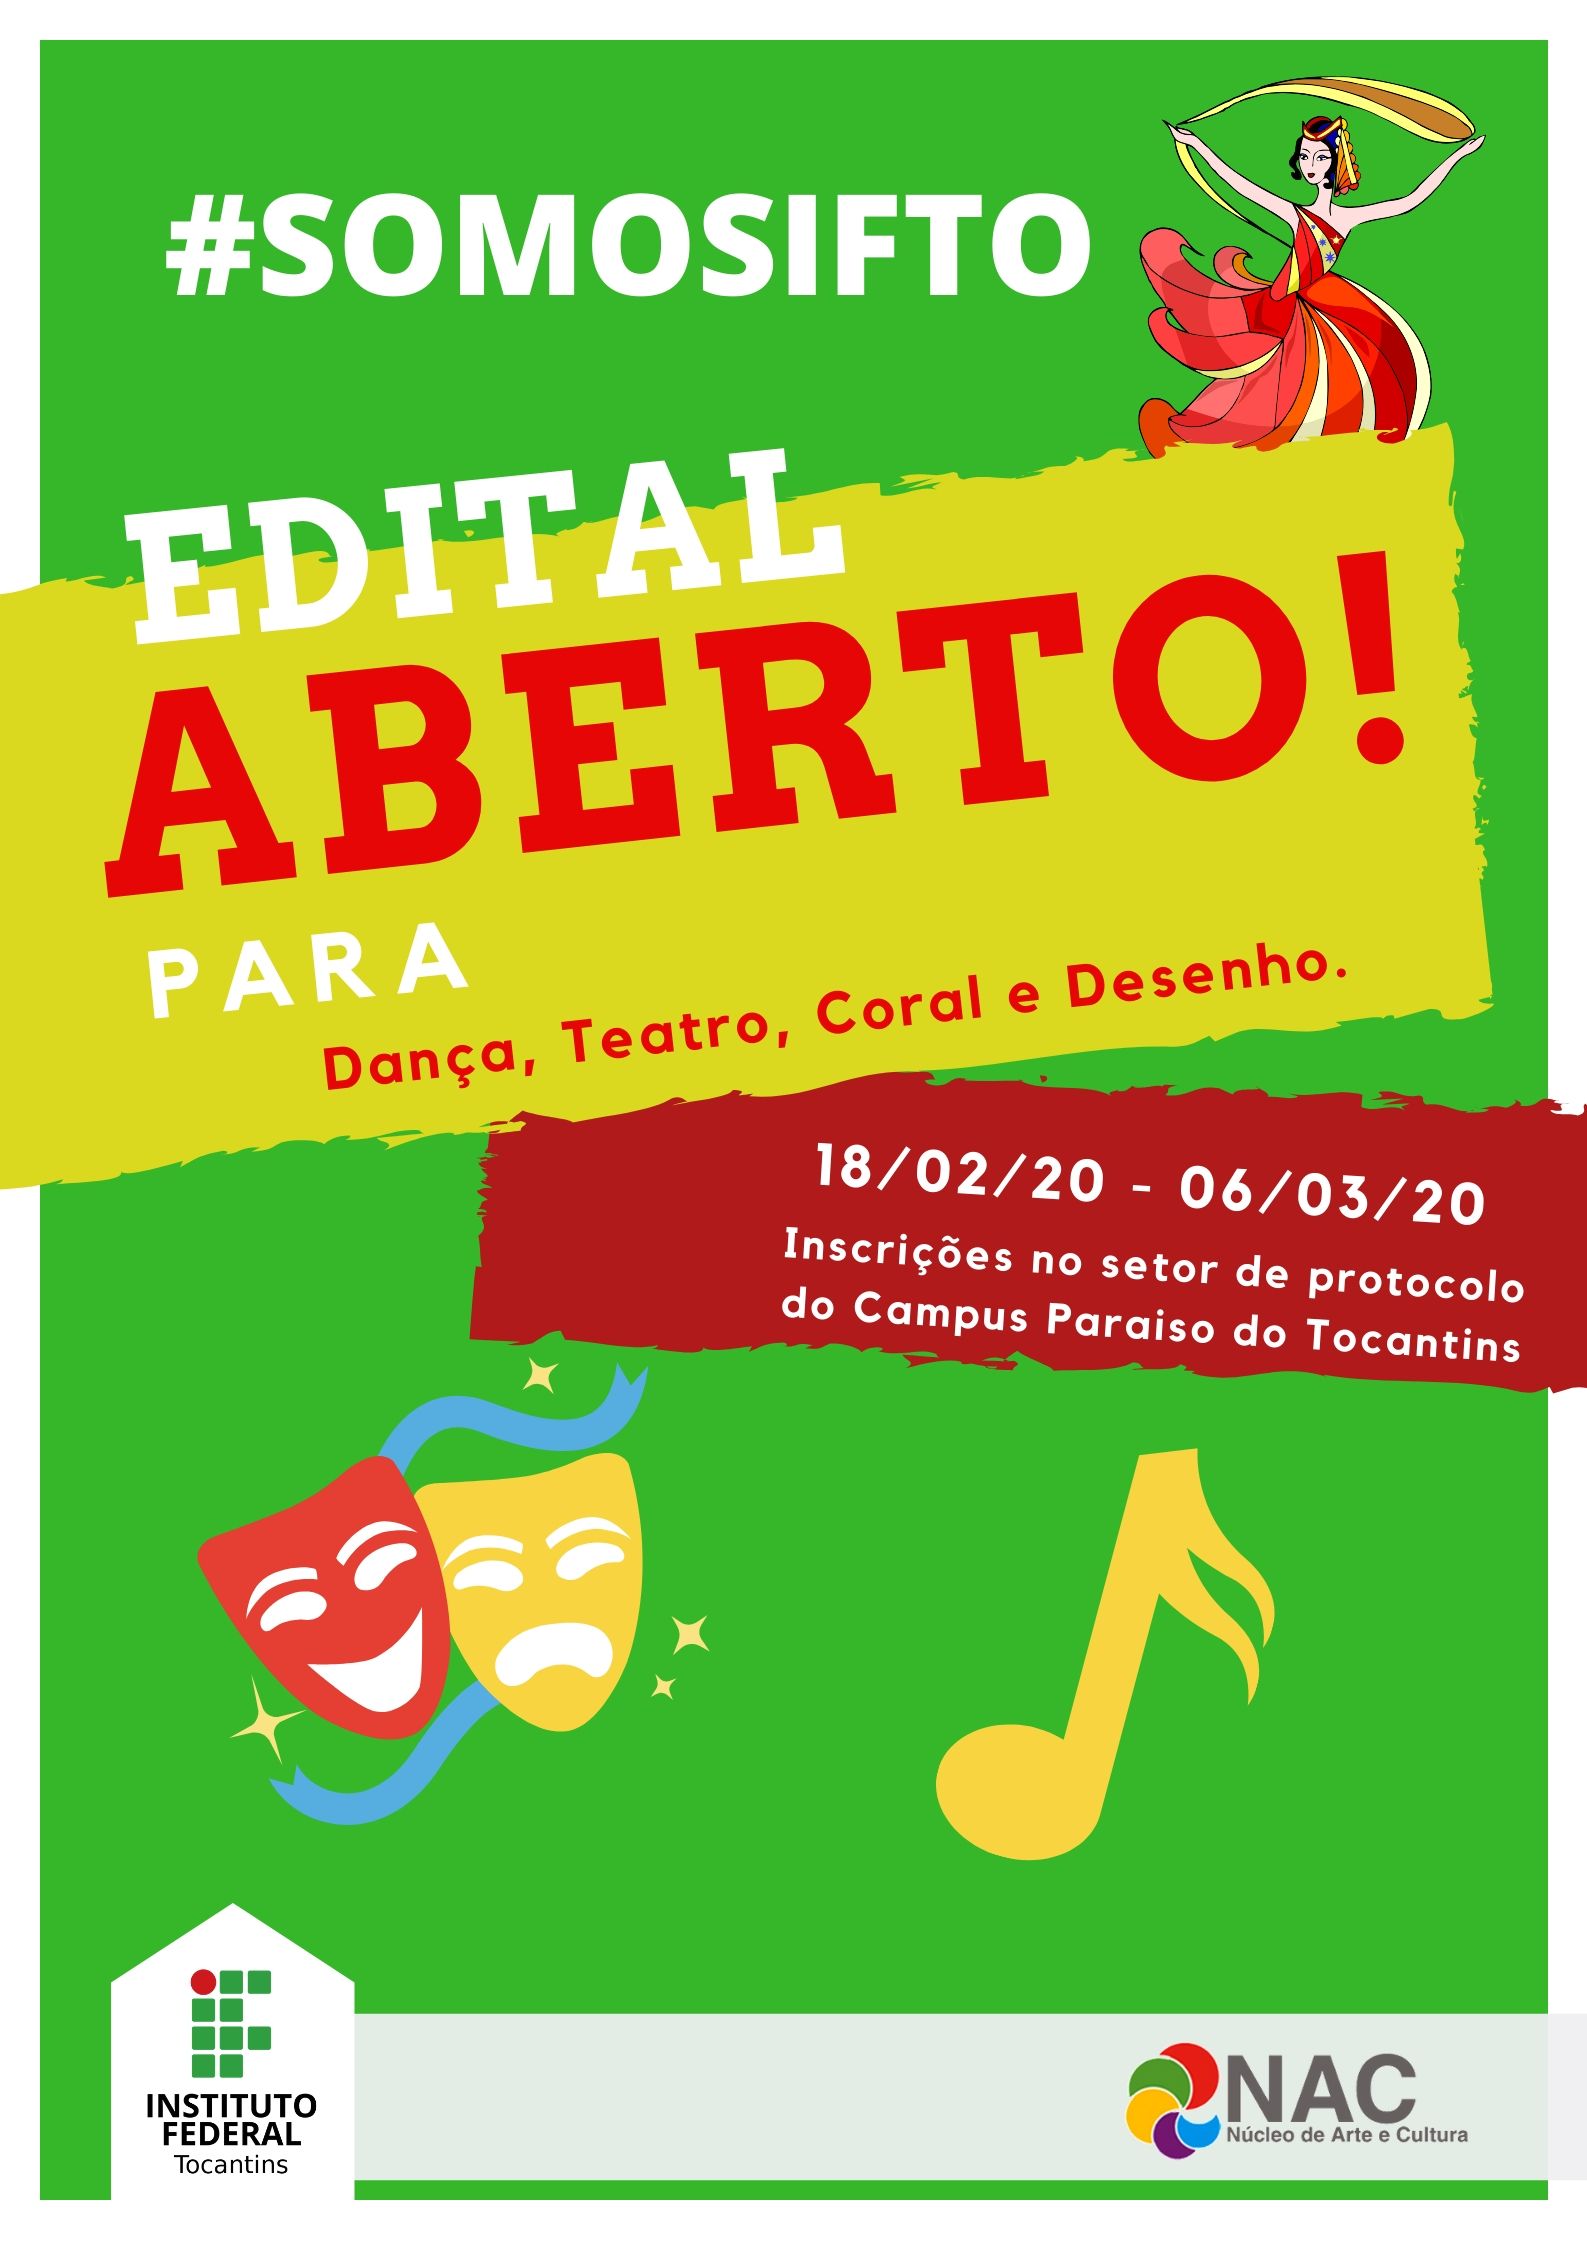 #SOMOSIFTO
EDITAL
ABERTO!
PARA
Dança, Teatro, Coral e Desenho.
18/02/20 - 06/03/20
Inscrições no setor de protocolo
do Campus Paraiso do Tocantins
INSTITUTO
FEDERAL
Tocantins
NAC
Núcleo de Arte e Cultura